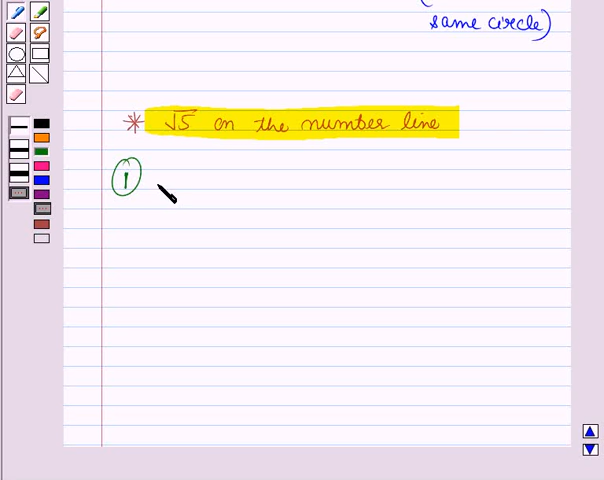 (
same circle)
* √5 on the number line
1